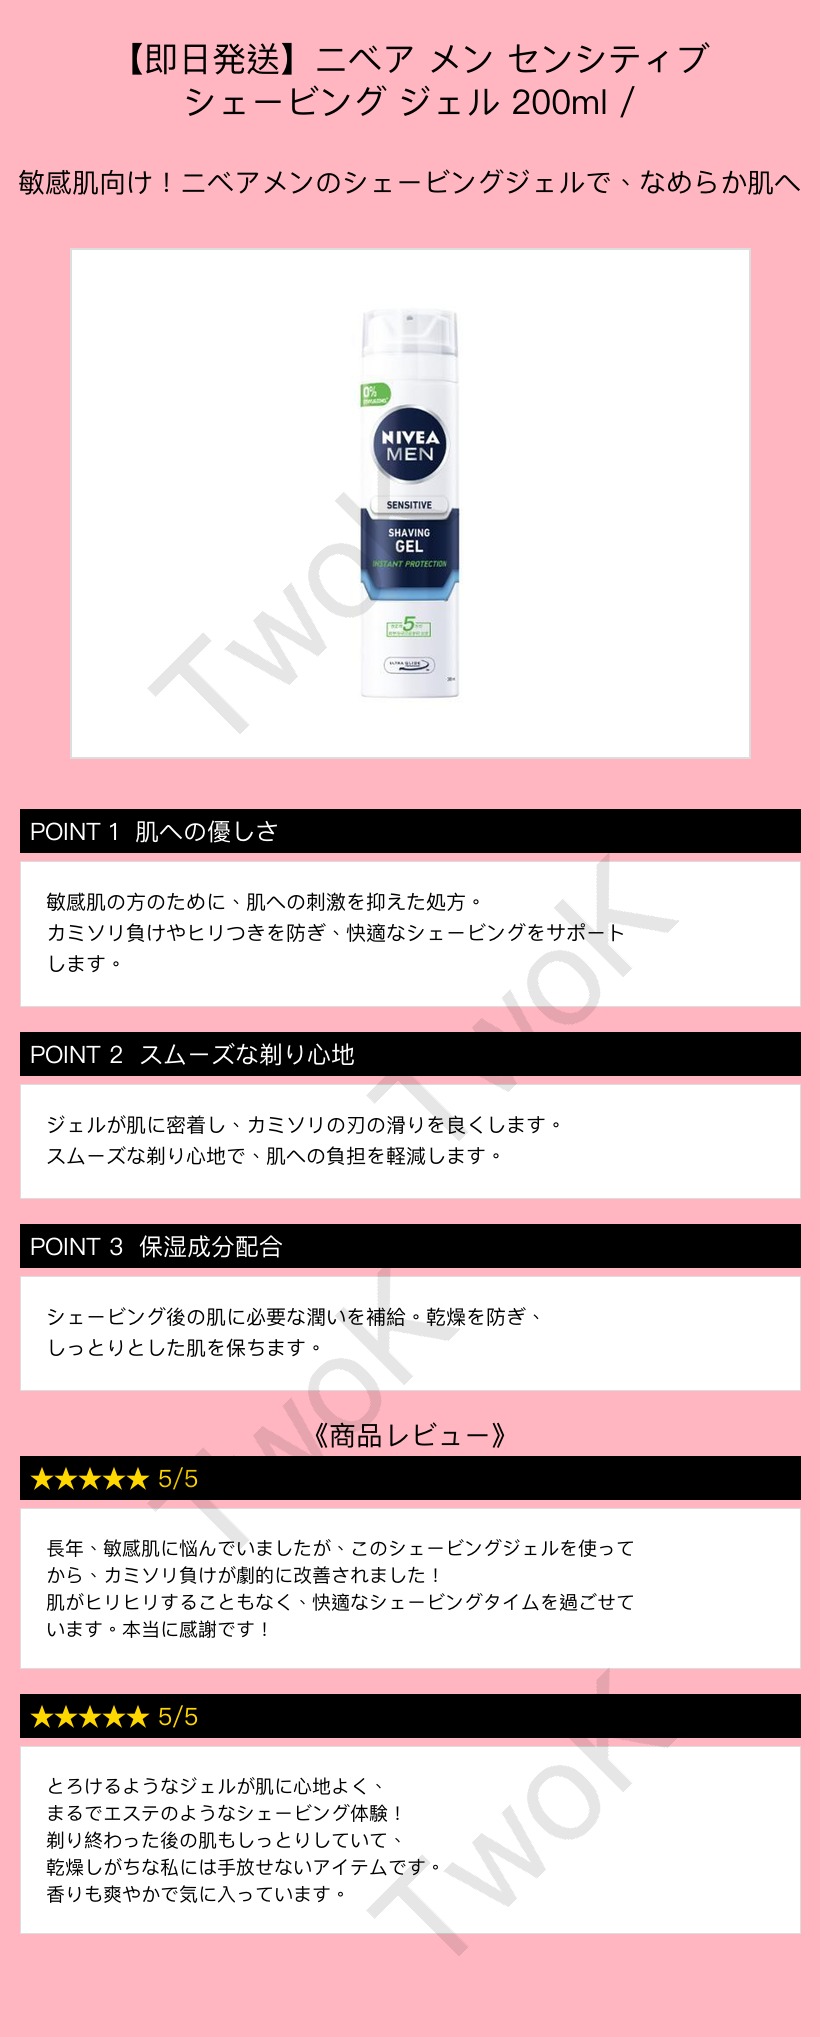 【即日発送】ニベア メン センシティブ
シェービング ジェル 200ml /
敏感肌向け！ニベアメンのシェービングジェルで、なめらか肌へ
0%
NIVEA
MEN
SENSITIVE
SHAVING
GEL
INSTANT PROTECTION
5
ULTRA GLIDE
TwoK
POINT 1 肌への優しさ
敏感肌の方のために、肌への刺激を抑えた処方。
カミソリ負けやヒリつきを防ぎ、快適なシェービングをサポート
します。
TwoK
POINT 2 スムーズな剃り心地
ジェルが肌に密着し、カミソリの刃の滑りを良くします。
スムーズな剃り心地で、肌への負担を軽減します。
POINT 3 保湿成分配合
シェービング後の肌に必要な潤いを補給。乾燥を防ぎ、
しっとりとした肌を保ちます。
TwoK
《商品レビュー》
★★★★★ 5/5
長年、敏感肌に悩んでいましたが、このシェービングジェルを使って
から、カミソリ負けが劇的に改善されました！
肌がヒリヒリすることもなく、快適なシェービングタイムを過ごせて
います。本当に感謝です！
★★★★★ 5/5
とろけるようなジェルが肌に心地よく、
まるでエステのようなシェービング体験！
剃り終わった後の肌もしっとりしていて、
乾燥しがちな私には手放せないアイテムです。
香りも爽やかで気に入っています。
TwoK